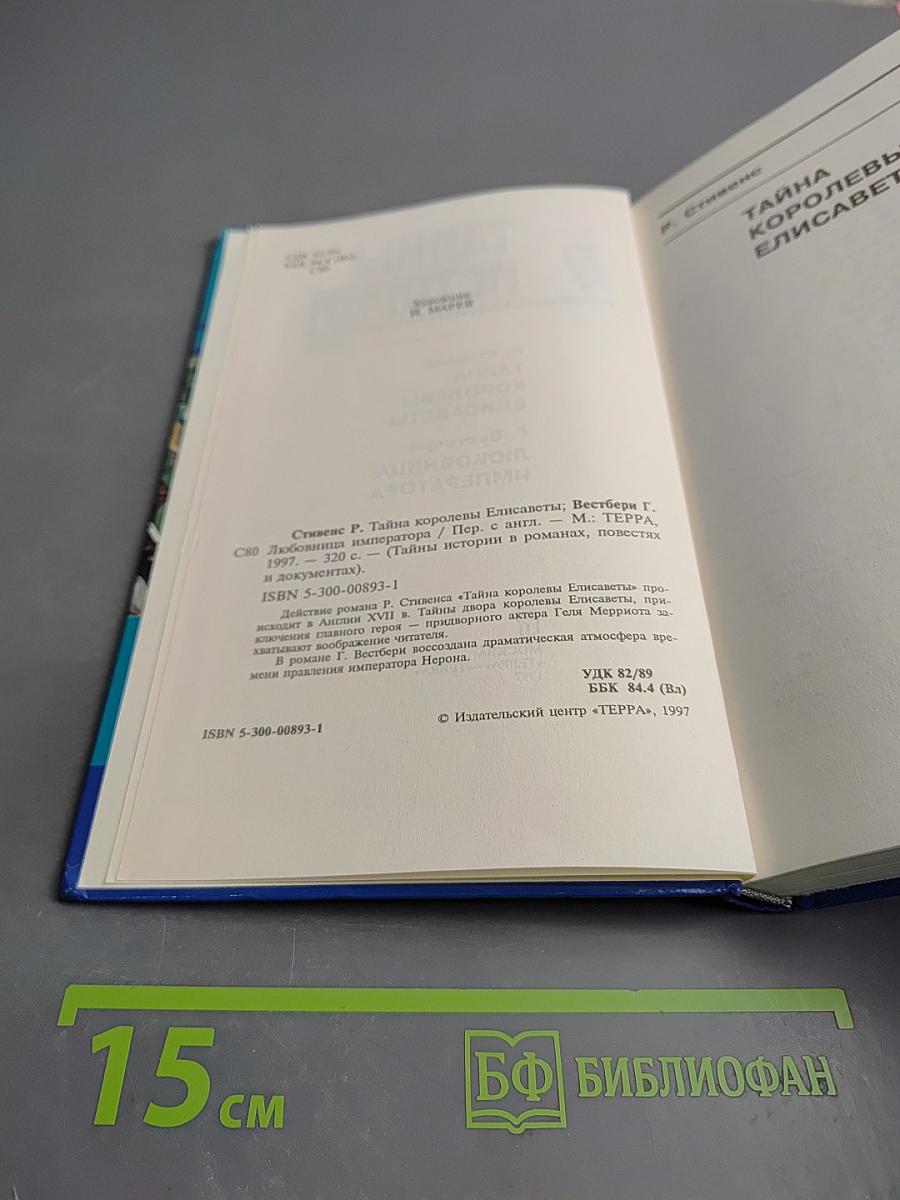 Художник
И. МАРЕВ
Стивенс Р. Тайна королевы Елисаветы; Вестбери Г.
С80 Любовница императора / Пер. с англ. — М.: ТЕРРА,
1997. — 320 с. — (Тайны истории в романах, повестях
и документах).
ISBN 5-300-00893-1
Действие романа Р. Стивенса «Тайна королевы Елисаветы» про-
исходит в Англии XVII в. Тайны двора королевы Елисаветы, при-
ключения главного героя — придворного актера Геля Мерриота за-
хватывают воображение читателя.
В романе Г. Вестбери воссоздана драматическая атмосфера вре-
мени правления императора Нерона.
УДК 82/89
ББК 84.4 (Вл)
ISBN 5-300-00893-1
© Издательский центр «ТЕРРА», 1997
Р. Стивенс
ТАЙНА
КОРОЛЕВЫ
ЕЛИСАВЕТ
15 см
БФ БИБЛИОФАН